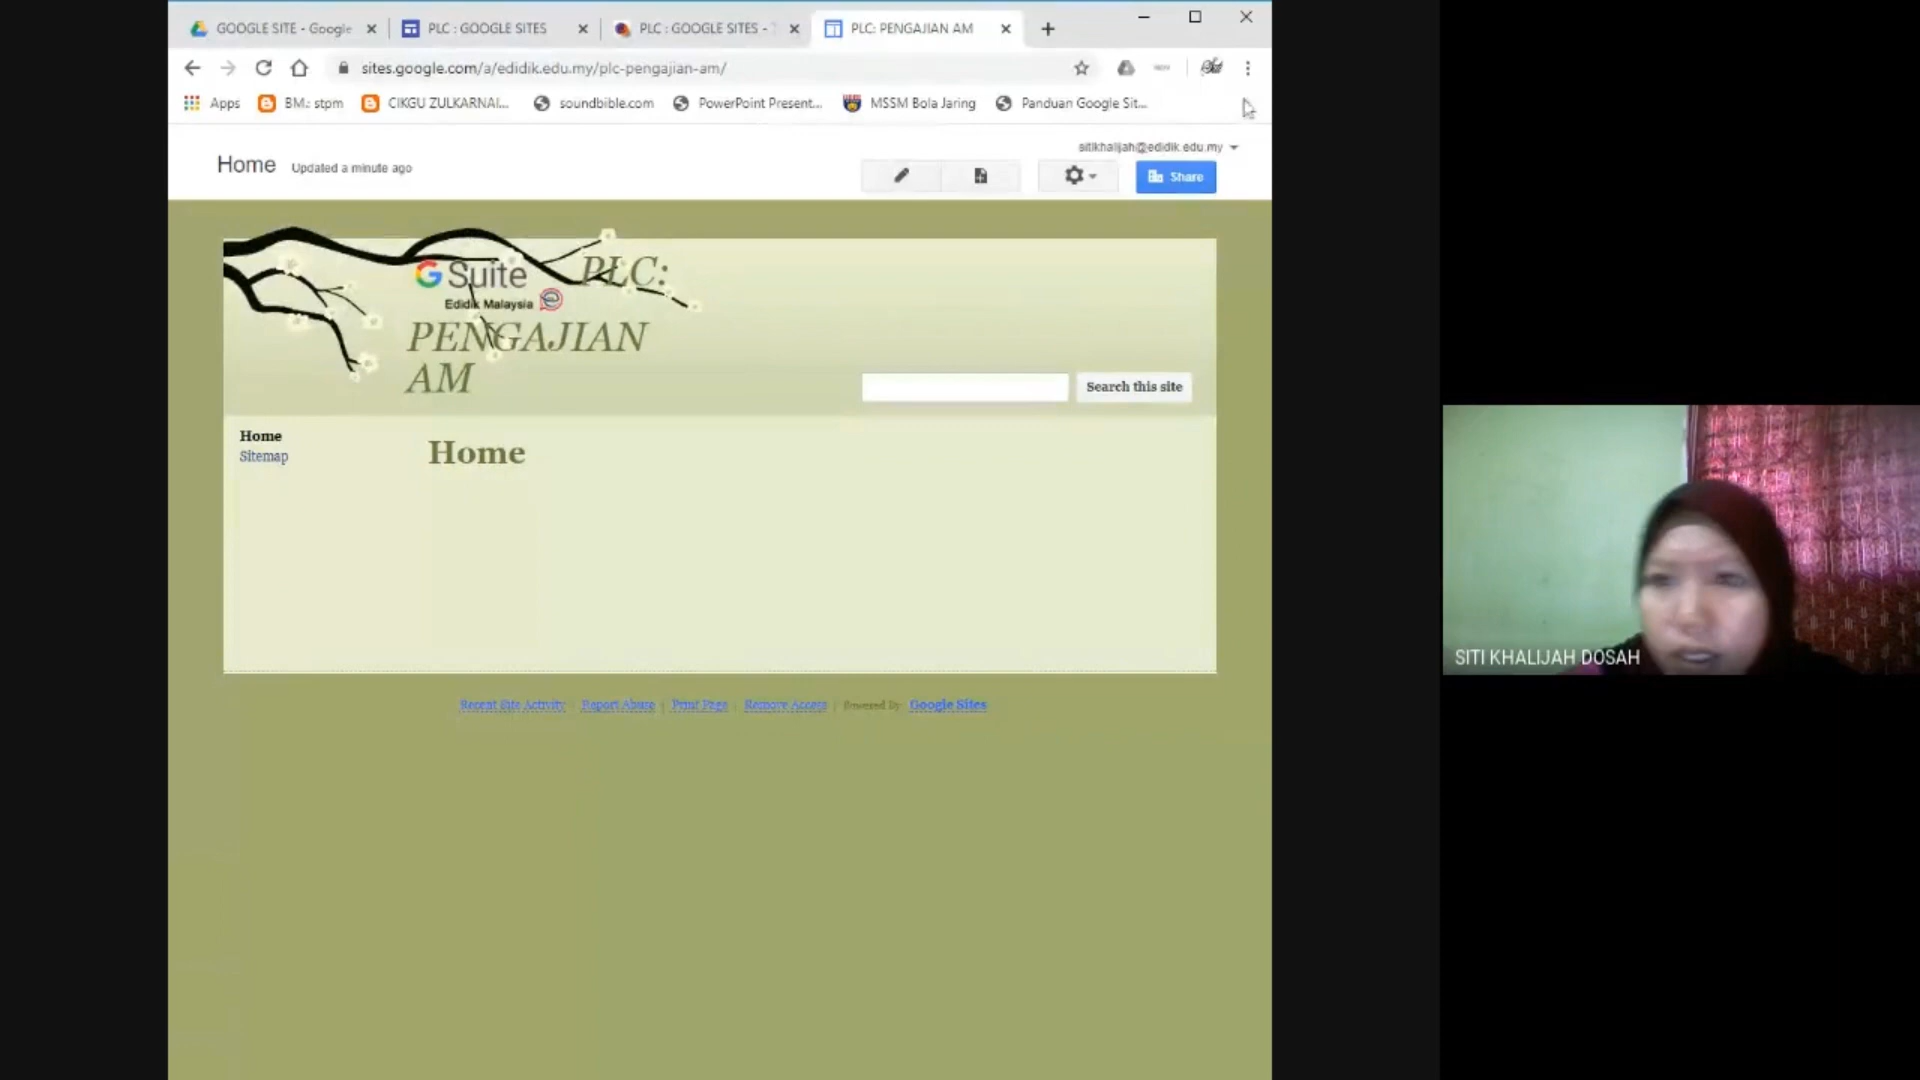 GOOGLE SITE - Google
PLC : GOOGLE SITES
PLC : GOOGLE SITES -
PLC: PENGAJIAN AM
sites.google.com/a/edidik.edu.my/plc-pengajian-am/
Apps
BM.: stpm
CIKGU ZULKARNAI...
soundbible.com
PowerPoint Present...
MSSM Bola Jaring
Panduan Google Sit...
sitikhalijah@edidik.edu.my
Home
Updated a minute ago
Share
G Suite
Edidik Malaysia
PLC:
PENGAJIAN
AM
Search this site
Home
Sitemap
Home
Recent Site Activity | Report Abuse | Print Page | Remove Access | Powered By Google Sites
SITI KHALIJAH DOSAH